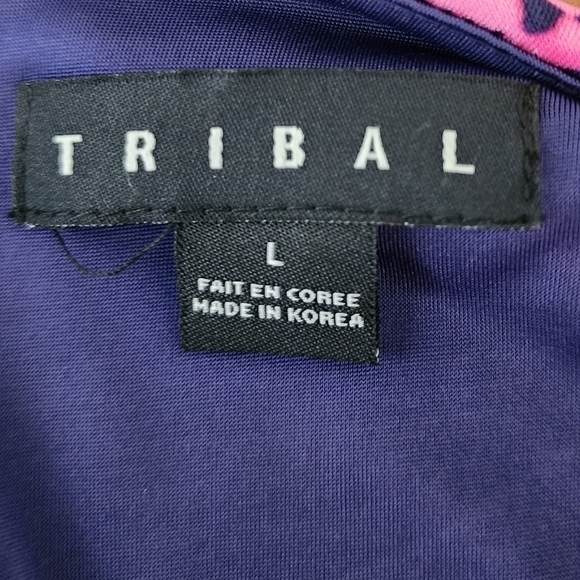 TRIBAL
L
FAIT EN COREE
MADE IN KOREA